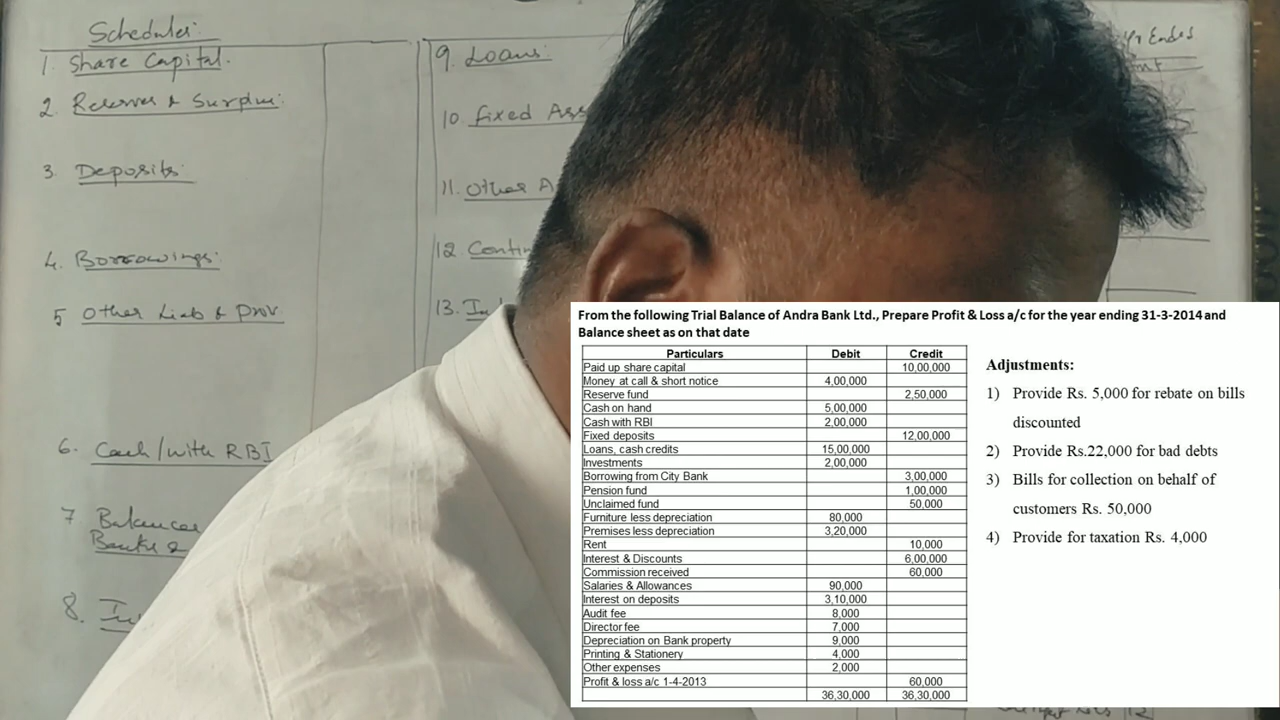 Schedules:
1. Share Capital.
2. Reserves & Surplus:
3. Deposits:
4. Borrowings:
5 Other Liab & prov
6. Cash/with RBI
7 Balances
Banks &
8.
9. Loans:
10. Fixed
11. Other
12.
13.
Yr Ended
From the following Trial Balance of Andra Bank Ltd., Prepare Profit & Loss a/c for the year ending 31-3-2014 and
Balance sheet as on that date
Particulars Debit Credit
Paid up share capital 10,00,000
Money at call & short notice 4,00,000
Reserve fund 2,50,000
Cash on hand 5,00,000
Cash with RBI 2,00,000
Fixed deposits 12,00,000
Loans, cash credits 15,00,000
Investments 2,00,000
Borrowing from City Bank 3,00,000
Pension fund 1,00,000
Unclaimed fund 50,000
Furniture less depreciation 80,000
Premises less depreciation 3,20,000
Rent 10,000
Interest & Discounts 6,00,000
Commission received 60,000
Salaries & Allowances 90,000
Interest on deposits 3,10,000
Audit fee 8,000
Director fee 7,000
Depreciation on Bank property 9,000
Printing & Stationery 4,000
Other expenses 2,000
Profit & loss a/c 1-4-2013 60,000
36,30,000 36,30,000
Adjustments:
1) Provide Rs. 5,000 for rebate on bills
discounted
2) Provide Rs.22,000 for bad debts
3) Bills for collection on behalf of
customers Rs. 50,000
4) Provide for taxation Rs. 4,000